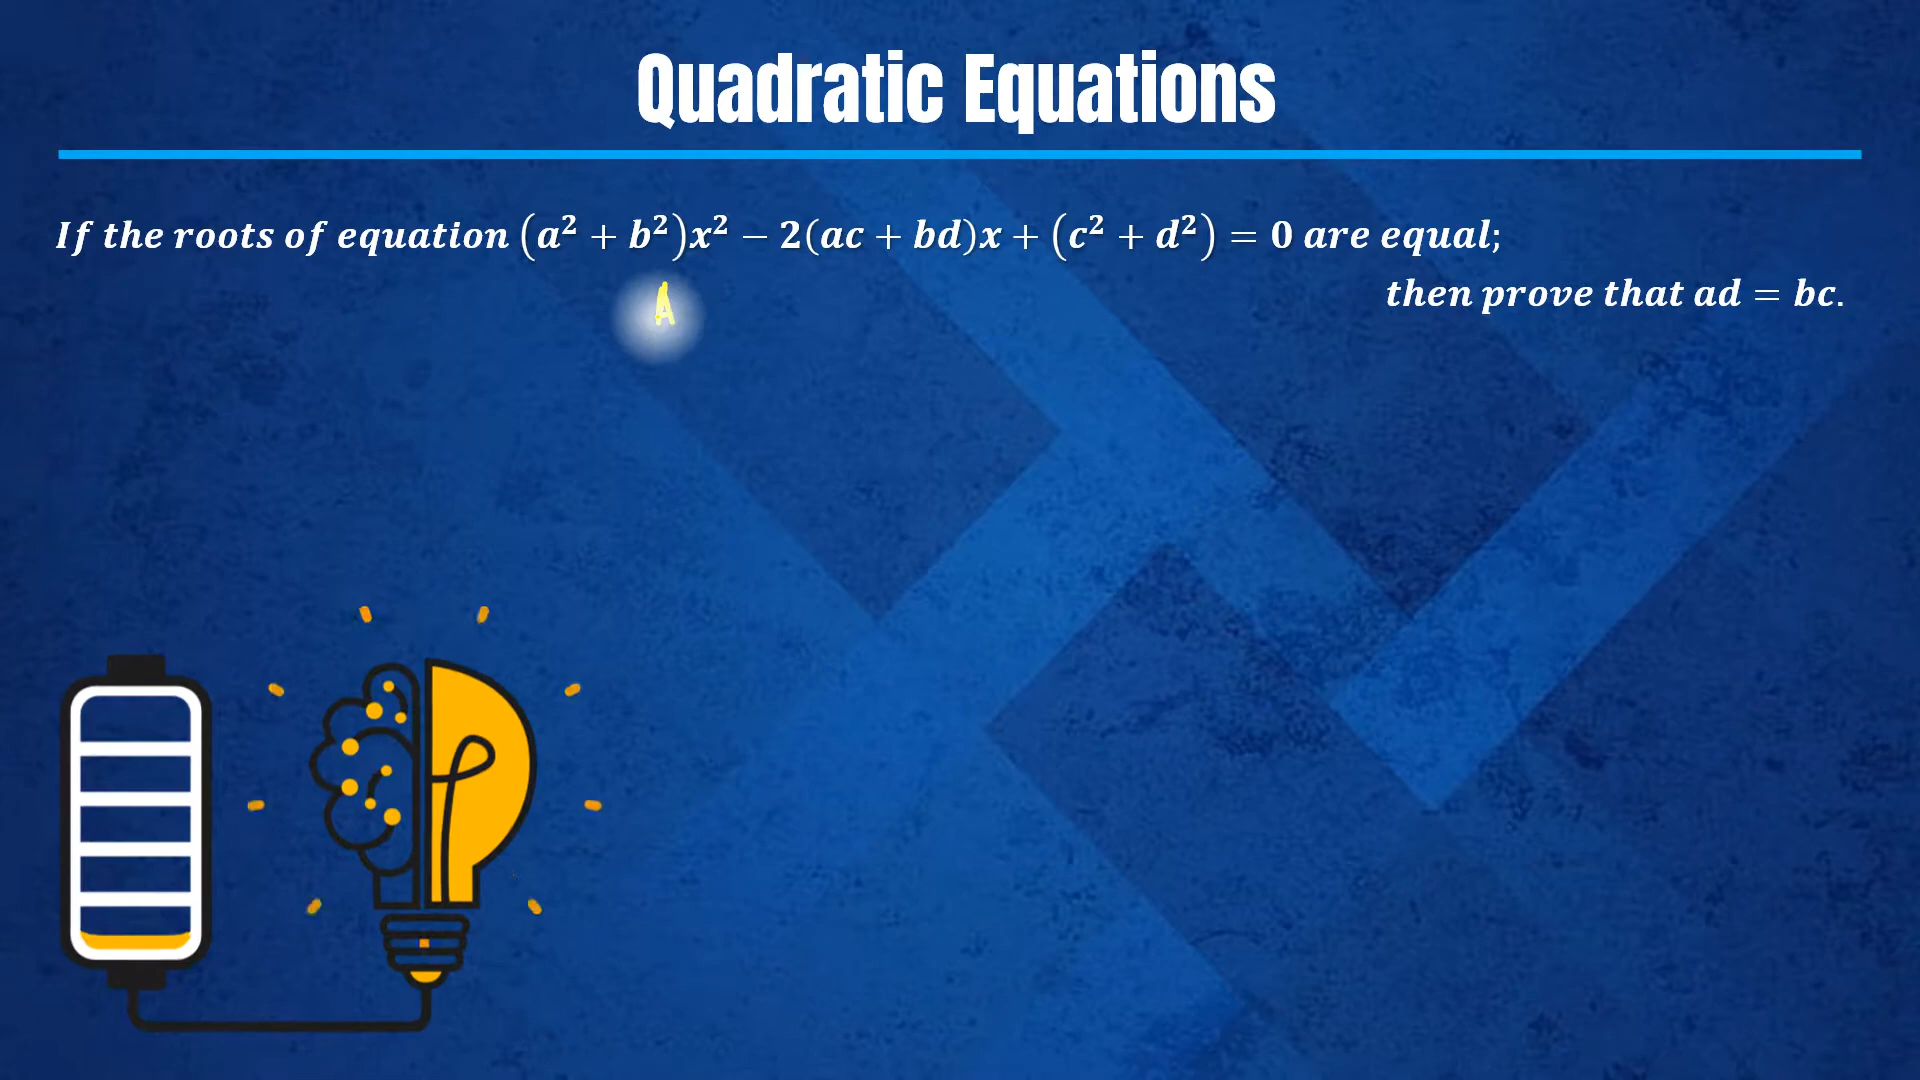 Quadratic Equations
If the roots of equation (a² + b²)x² − 2(ac + bd)x + (c² + d²) = 0 are equal;
then prove that ad = bc.
A